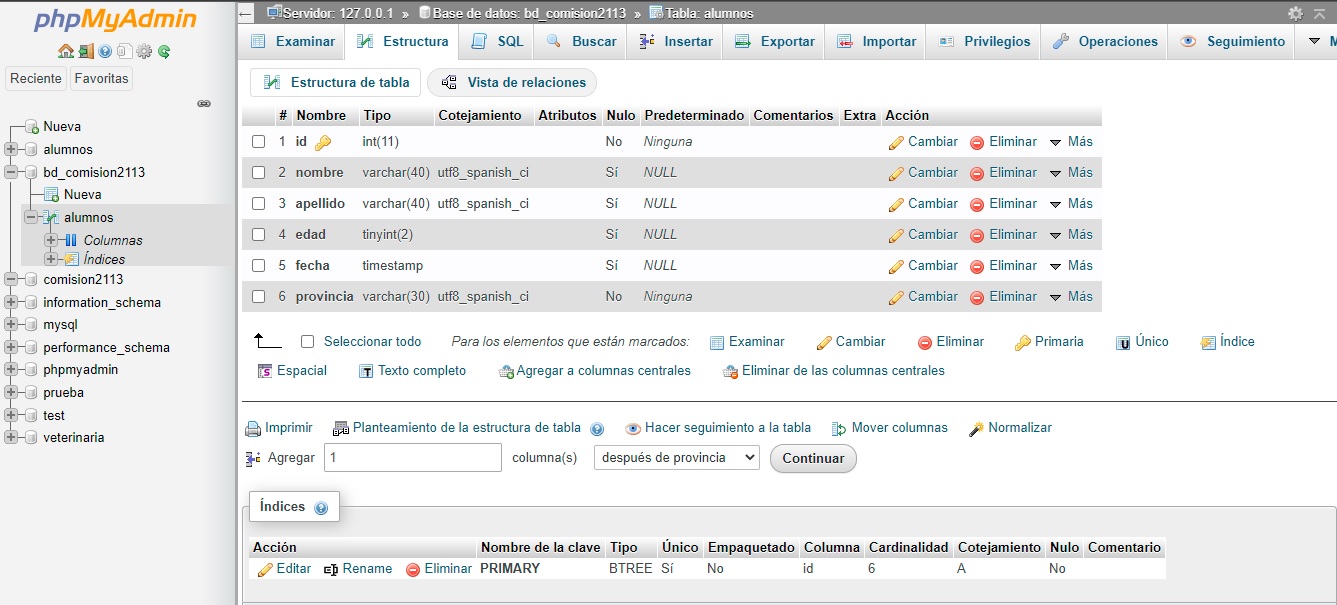 phpMyAdmin
Reciente Favoritas
Nueva
alumnos
bd_comision2113
Nueva
alumnos
Columnas
Índices
comision2113
information_schema
mysql
performance_schema
phpmyadmin
prueba
test
veterinaria
Servidor: 127.0.0.1 » Base de datos: bd_comision2113 » Tabla: alumnos
Examinar Estructura SQL Buscar Insertar Exportar Importar Privilegios Operaciones Seguimiento
Estructura de tabla Vista de relaciones
# Nombre Tipo Cotejamiento Atributos Nulo Predeterminado Comentarios Extra Acción
1 id int(11) No Ninguna Cambiar Eliminar Más
2 nombre varchar(40) utf8_spanish_ci Sí NULL Cambiar Eliminar Más
3 apellido varchar(40) utf8_spanish_ci Sí NULL Cambiar Eliminar Más
4 edad tinyint(2) Sí NULL Cambiar Eliminar Más
5 fecha timestamp Sí NULL Cambiar Eliminar Más
6 provincia varchar(30) utf8_spanish_ci No Ninguna Cambiar Eliminar Más
Seleccionar todo Para los elementos que están marcados: Examinar Cambiar Eliminar Primaria Único Índice
Espacial Texto completo Agregar a columnas centrales Eliminar de las columnas centrales
Imprimir Planteamiento de la estructura de tabla Hacer seguimiento a la tabla Mover columnas Normalizar
Agregar 1 columna(s) después de provincia Continuar
Índices
Acción Nombre de la clave Tipo Único Empaquetado Columna Cardinalidad Cotejamiento Nulo Comentario
Editar Rename Eliminar PRIMARY BTREE Sí No id 6 A No